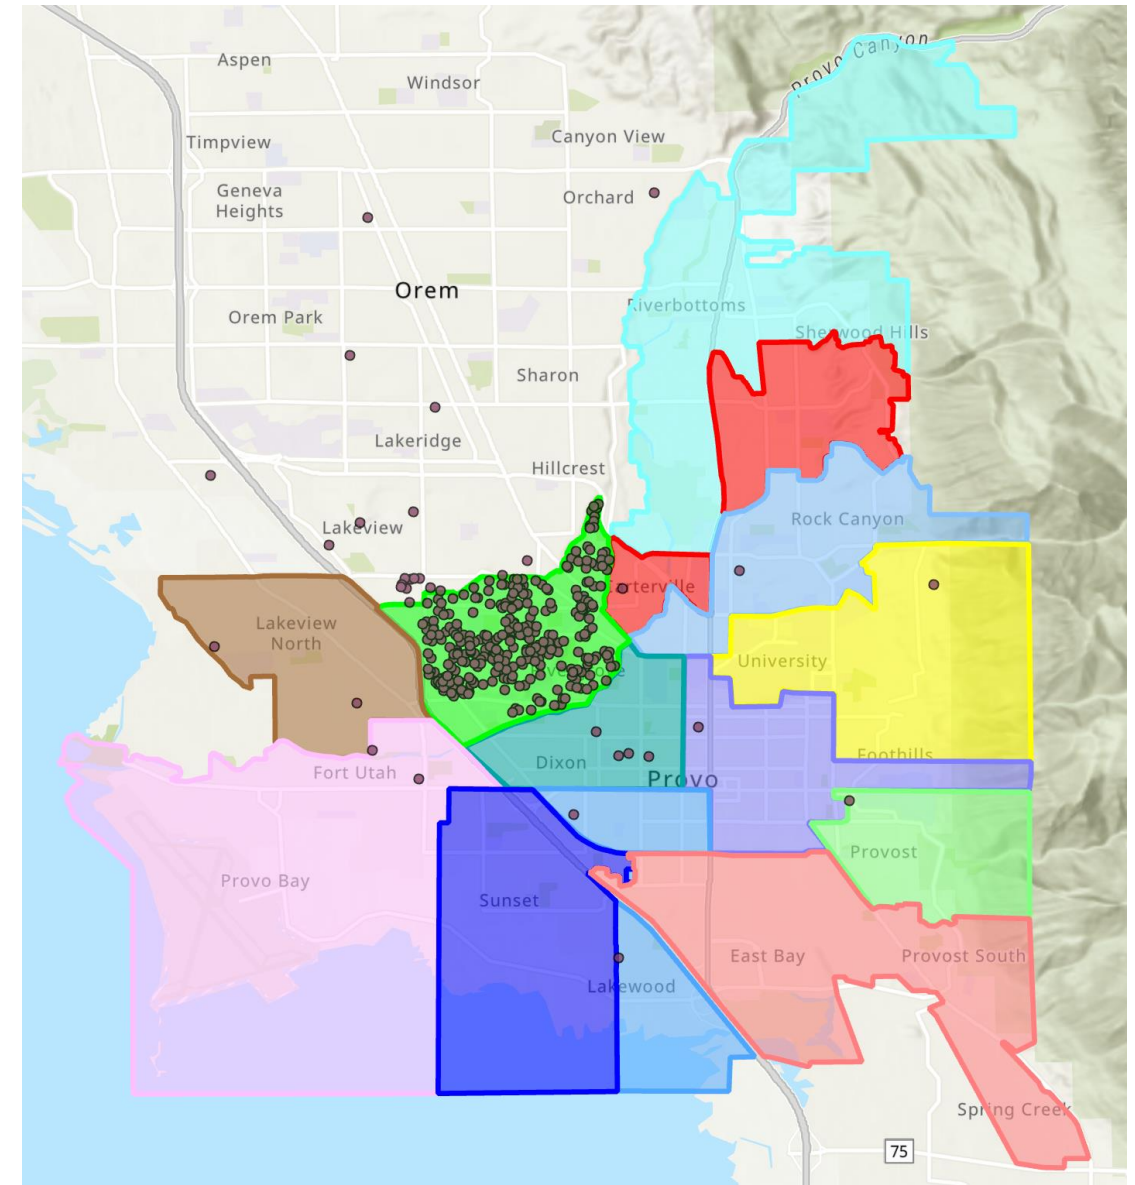 Provo Canyon
Aspen
Windsor
Timpview
Canyon View
Geneva
Heights
Orchard
Orem
Riverbottoms
Orem Park
Sherwood Hills
Sharon
Lakeridge
Hillcrest
Lakeview
Rock Canyon
Carterville
Lakeview
North
University
Foothills
Dixon
Fort Utah
Provo
Provost
Provo Bay
Sunset
East Bay
Provost South
Lakewood
Spring Creek
75